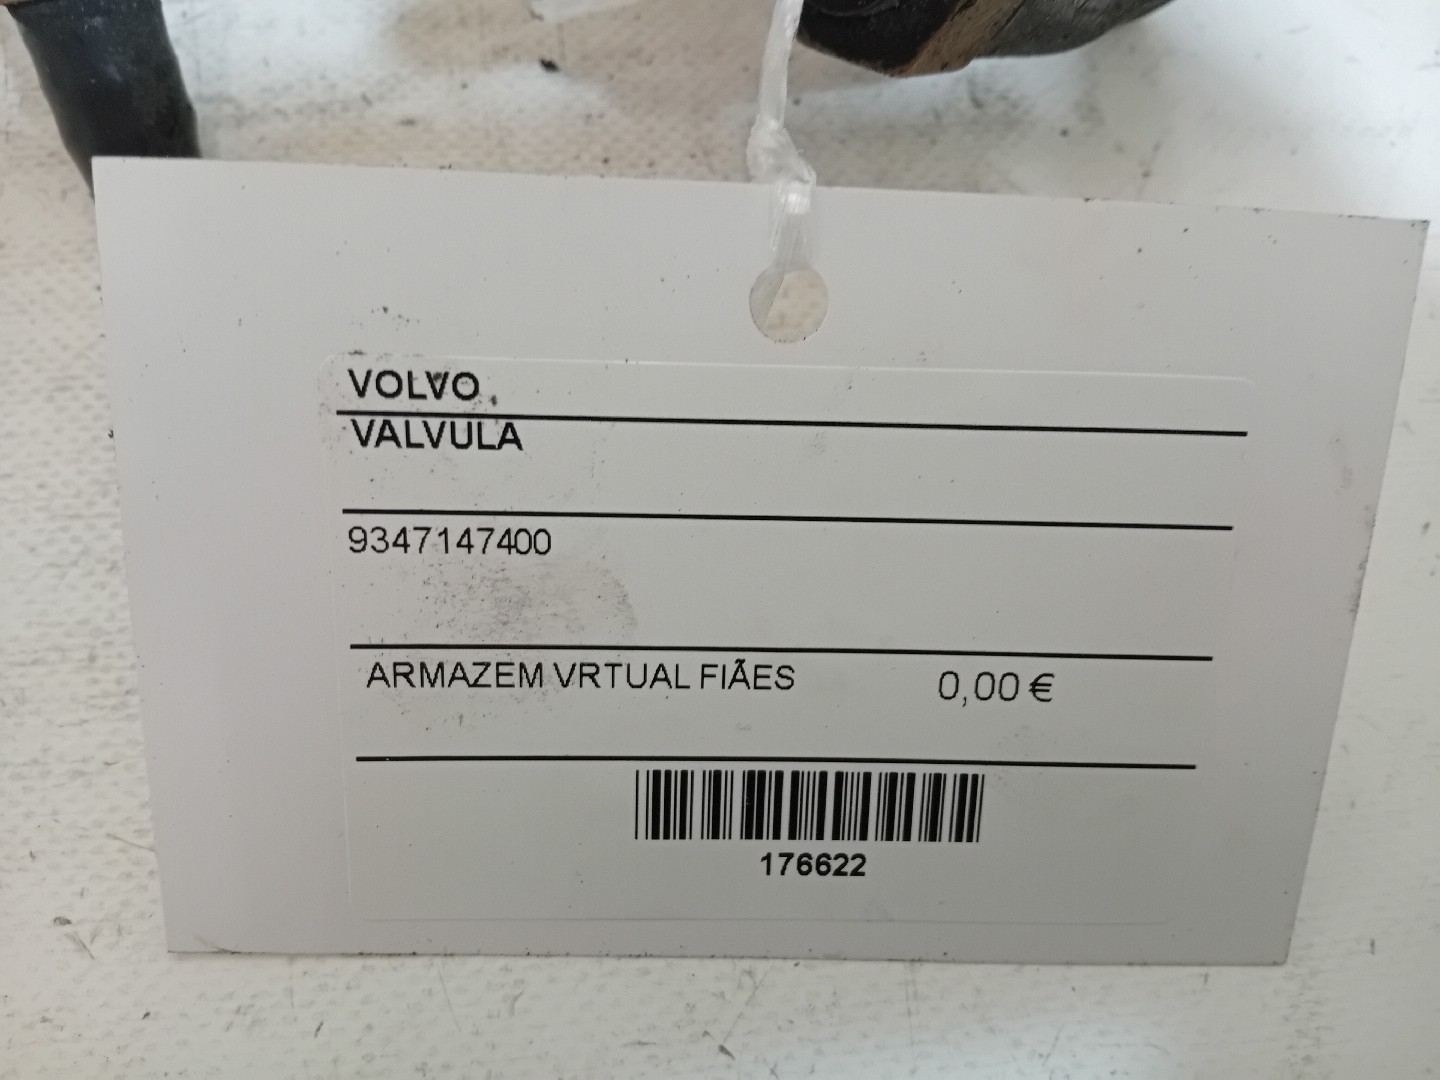 VOLVO
VALVULA
9347147400
ARMAZEM VRTUAL FIÃES 0,00 €
176622